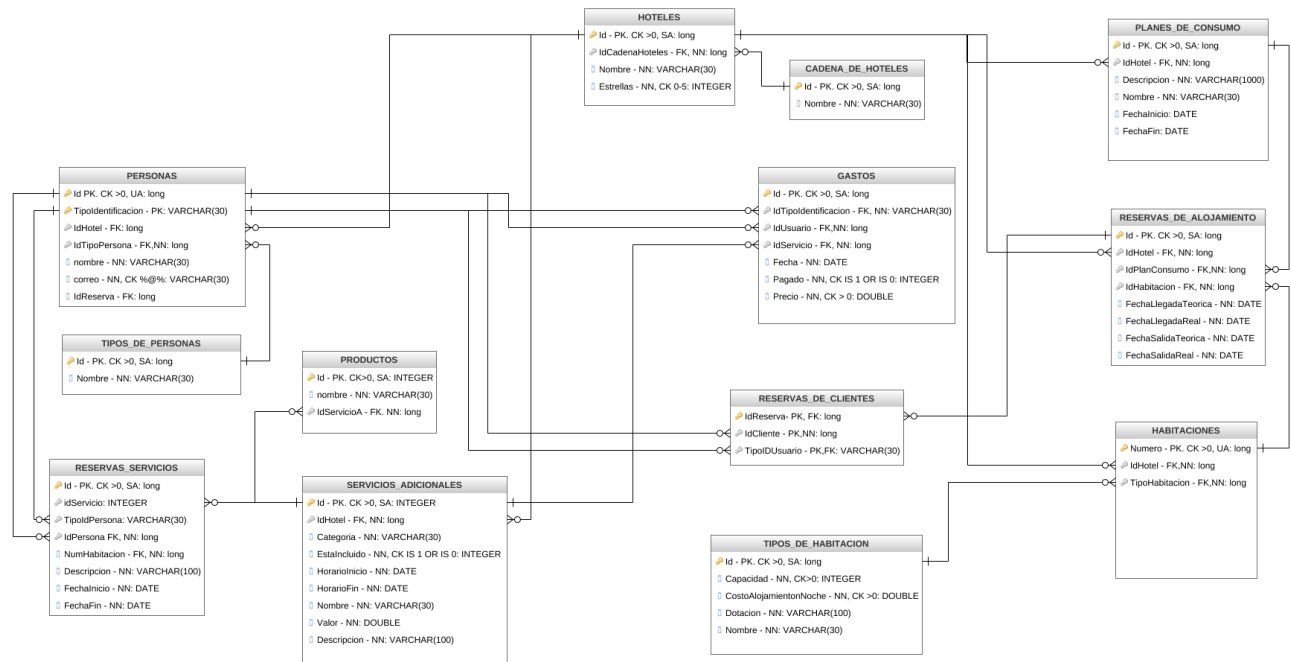 HOTELES
Id - PK. CK >0, SA: long
IdCadenaHoteles - FK, NN: long
Nombre - NN: VARCHAR(30)
Estrellas - NN, CK 0-5: INTEGER
CADENA_DE_HOTELES
Id - PK. CK >0, SA: long
Nombre - NN: VARCHAR(30)
PLANES_DE_CONSUMO
Id - PK. CK >0, SA: long
IdHotel - FK, NN: long
Descripcion - NN: VARCHAR(1000)
Nombre - NN: VARCHAR(30)
FechaInicio: DATE
FechaFin: DATE
PERSONAS
Id PK. CK >0, UA: long
TipoIdentificacion - PK: VARCHAR(30)
IdHotel - FK: long
IdTipoPersona - FK,NN: long
nombre - NN: VARCHAR(30)
correo - NN, CK %@%: VARCHAR(30)
IdReserva - FK: long
GASTOS
Id PK. CK >0, SA: long
IdTipoIdentificacion - FK, NN: VARCHAR(30)
IdUsuario - FK,NN: long
IdServicio - FK, NN: long
Fecha - NN: DATE
Pagado - NN, CK IS 1 OR IS 0: INTEGER
Precio - NN, CK > 0: DOUBLE
RESERVAS_DE_ALOJAMIENTO
Id - PK. CK >0, SA: long
IdHotel - FK, NN: long
IdPlanConsumo - FK,NN: long
IdHabitacion - FK, NN: long
FechaLlegadaTeorica - NN: DATE
FechaLlegadaReal - NN: DATE
FechaSalidaTeorica - NN: DATE
FechaSalidaReal - NN: DATE
TIPOS_DE_PERSONAS
Id - PK. CK >0, SA: long
Nombre - NN: VARCHAR(30)
PRODUCTOS
Id - PK. CK>0, SA: INTEGER
nombre - NN: VARCHAR(30)
IdServicioA - FK. NN: long
RESERVAS_DE_CLIENTES
IdReserva- PK, FK: long
IdCliente - PK,NN: long
TipoIDUsuario - PK,FK: VARCHAR(30)
HABITACIONES
Numero - PK. CK >0, UA: long
IdHotel - FK,NN: long
TipoHabitacion - FK,NN: long
RESERVAS_SERVICIOS
Id - PK. CK >0, SA: long
idServicio: INTEGER
TipoIdPersona: VARCHAR(30)
IdPersona FK, NN: long
NumHabitacion - FK, NN: long
Descripcion - NN: VARCHAR(100)
FechaInicio - NN: DATE
FechaFin - NN: DATE
SERVICIOS_ADICIONALES
Id - PK. CK >0, SA: INTEGER
IdHotel - FK, NN: long
Categoria - NN: VARCHAR(30)
EstaIncluido - NN, CK IS 1 OR IS 0: INTEGER
HorarioInicio - NN: DATE
HorarioFin - NN: DATE
Nombre - NN: VARCHAR(30)
Valor - NN: DOUBLE
Descripcion - NN: VARCHAR(100)
TIPOS_DE_HABITACION
Id - PK. CK >0, SA: long
Capacidad - NN, CK>0: INTEGER
CostoAlojamientonNoche - NN, CK >0: DOUBLE
Dotacion - NN: VARCHAR(100)
Nombre - NN: VARCHAR(30)